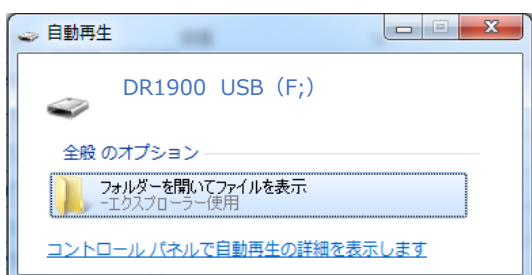 自動再生
DR1900 USB（F;）
全般 のオプション
フォルダーを開いてファイルを表示
-エクスプローラー使用
コントロール パネルで自動再生の詳細を表示します